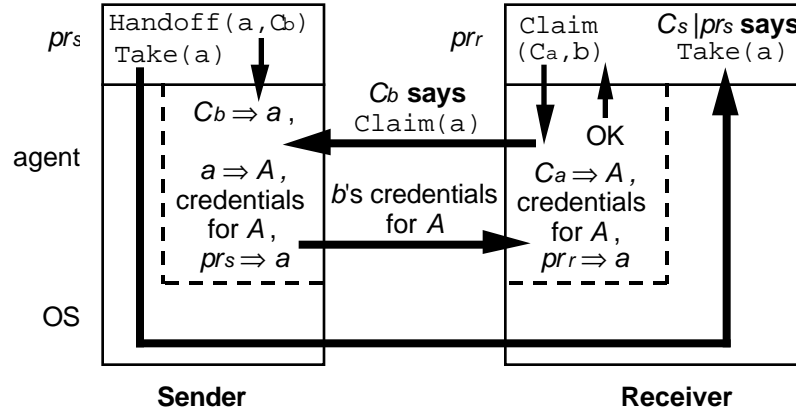 prs
Handoff(a,Cb)
Take(a)
prr
Claim
(Ca,b)
Cs|prs says
Take(a)
agent
Cb ⇒ a ,
a ⇒ A ,
credentials
for A ,
prs ⇒ a
Cb says
Claim(a)
b's credentials
for A
OK
Ca ⇒ A ,
credentials
for A ,
prr ⇒ a
OS
Sender
Receiver